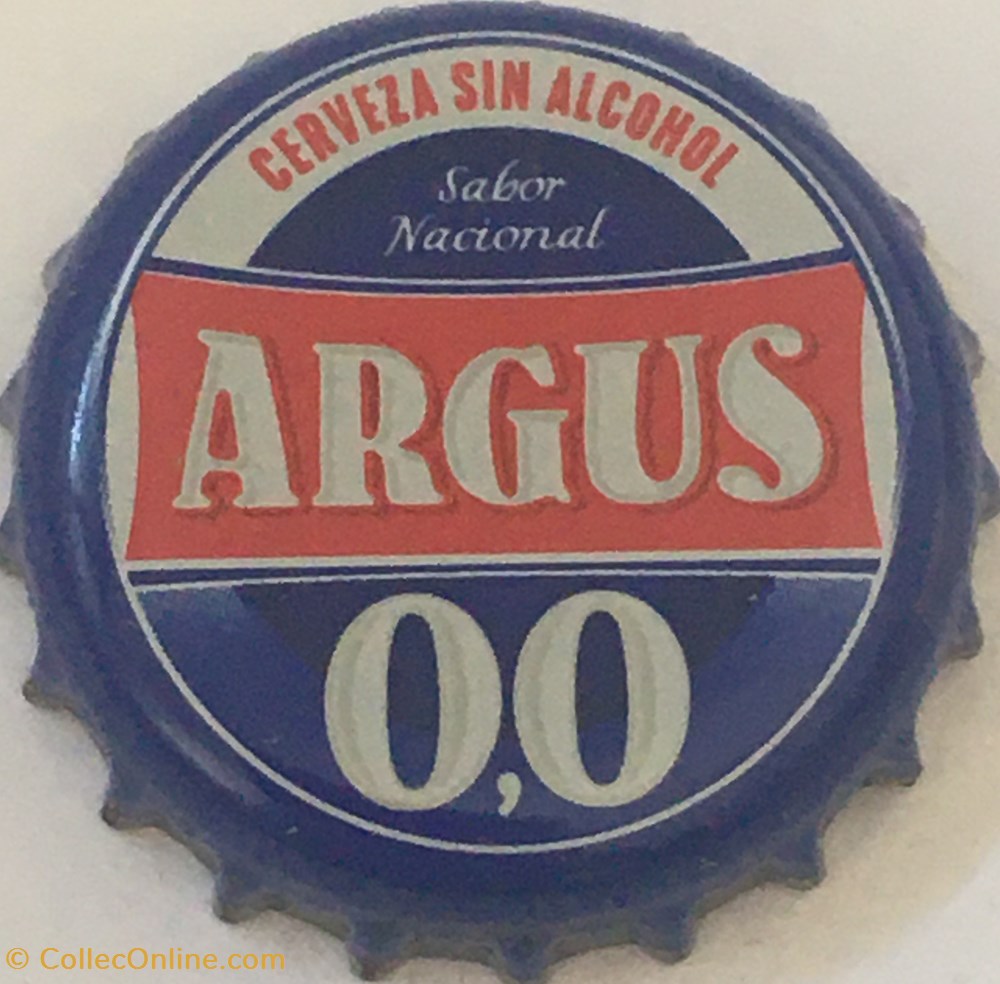 CERVEZA SIN ALCOHOL
Sabor
Nacional
ARGUS
0,0
© CollecOnline.com